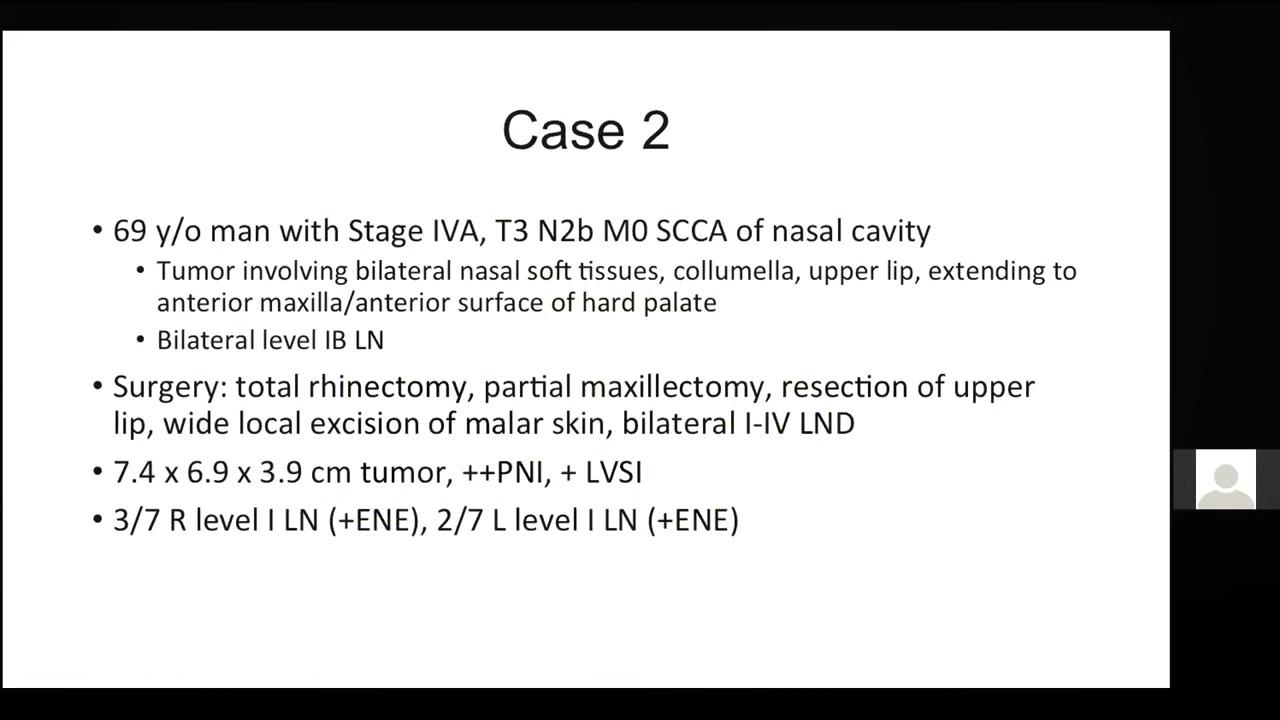 Case 2
• 69 y/o man with Stage IVA, T3 N2b M0 SCCA of nasal cavity
• Tumor involving bilateral nasal soft tissues, collumella, upper lip, extending to
anterior maxilla/anterior surface of hard palate
• Bilateral level IB LN
• Surgery: total rhinectomy, partial maxillectomy, resection of upper
lip, wide local excision of malar skin, bilateral I-IV LND
• 7.4 x 6.9 x 3.9 cm tumor, ++PNI, + LVSI
• 3/7 R level I LN (+ENE), 2/7 L level I LN (+ENE)